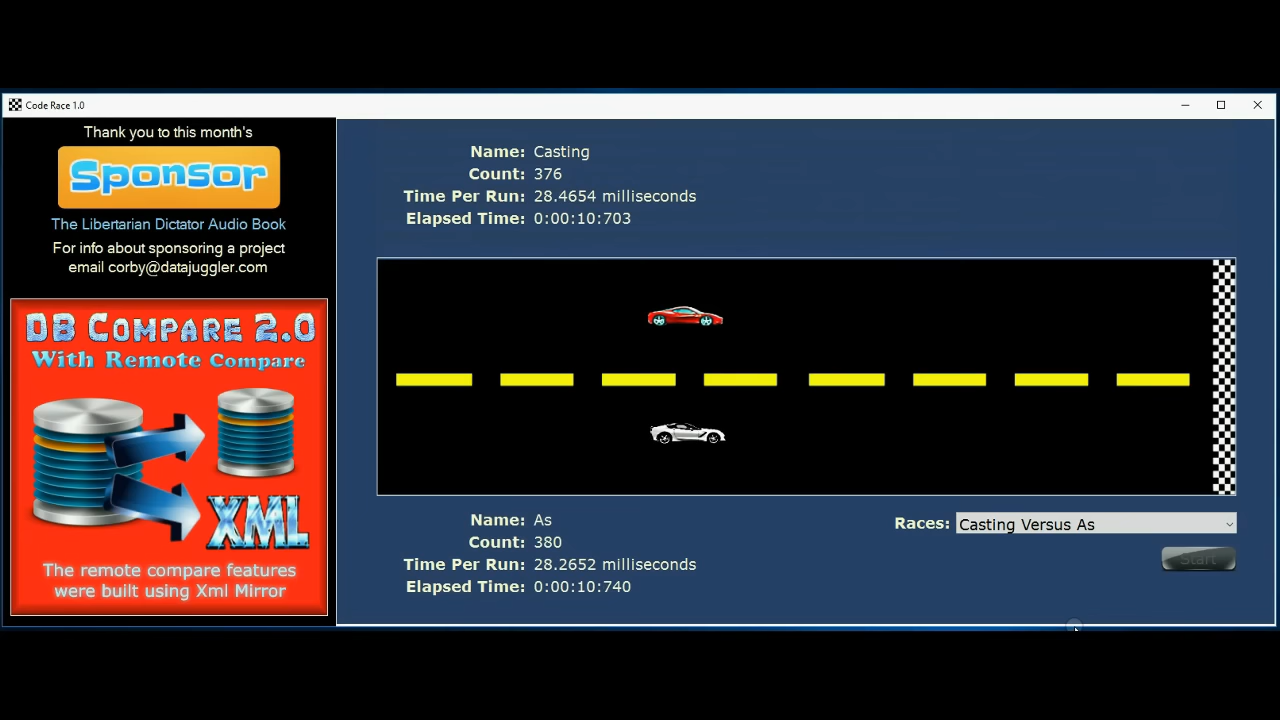 Code Race 1.0
Thank you to this month's
Sponsor
The Libertarian Dictator Audio Book
For info about sponsoring a project
email corby@datajuggler.com
DB COMPARE 2.0
With Remote Compare
XML
The remote compare features
were built using Xml Mirror
Name: Casting
Count: 376
Time Per Run: 28.4654 milliseconds
Elapsed Time: 0:00:10:703
Name: As
Count: 380
Time Per Run: 28.2652 milliseconds
Elapsed Time: 0:00:10:740
Races: Casting Versus As
Start